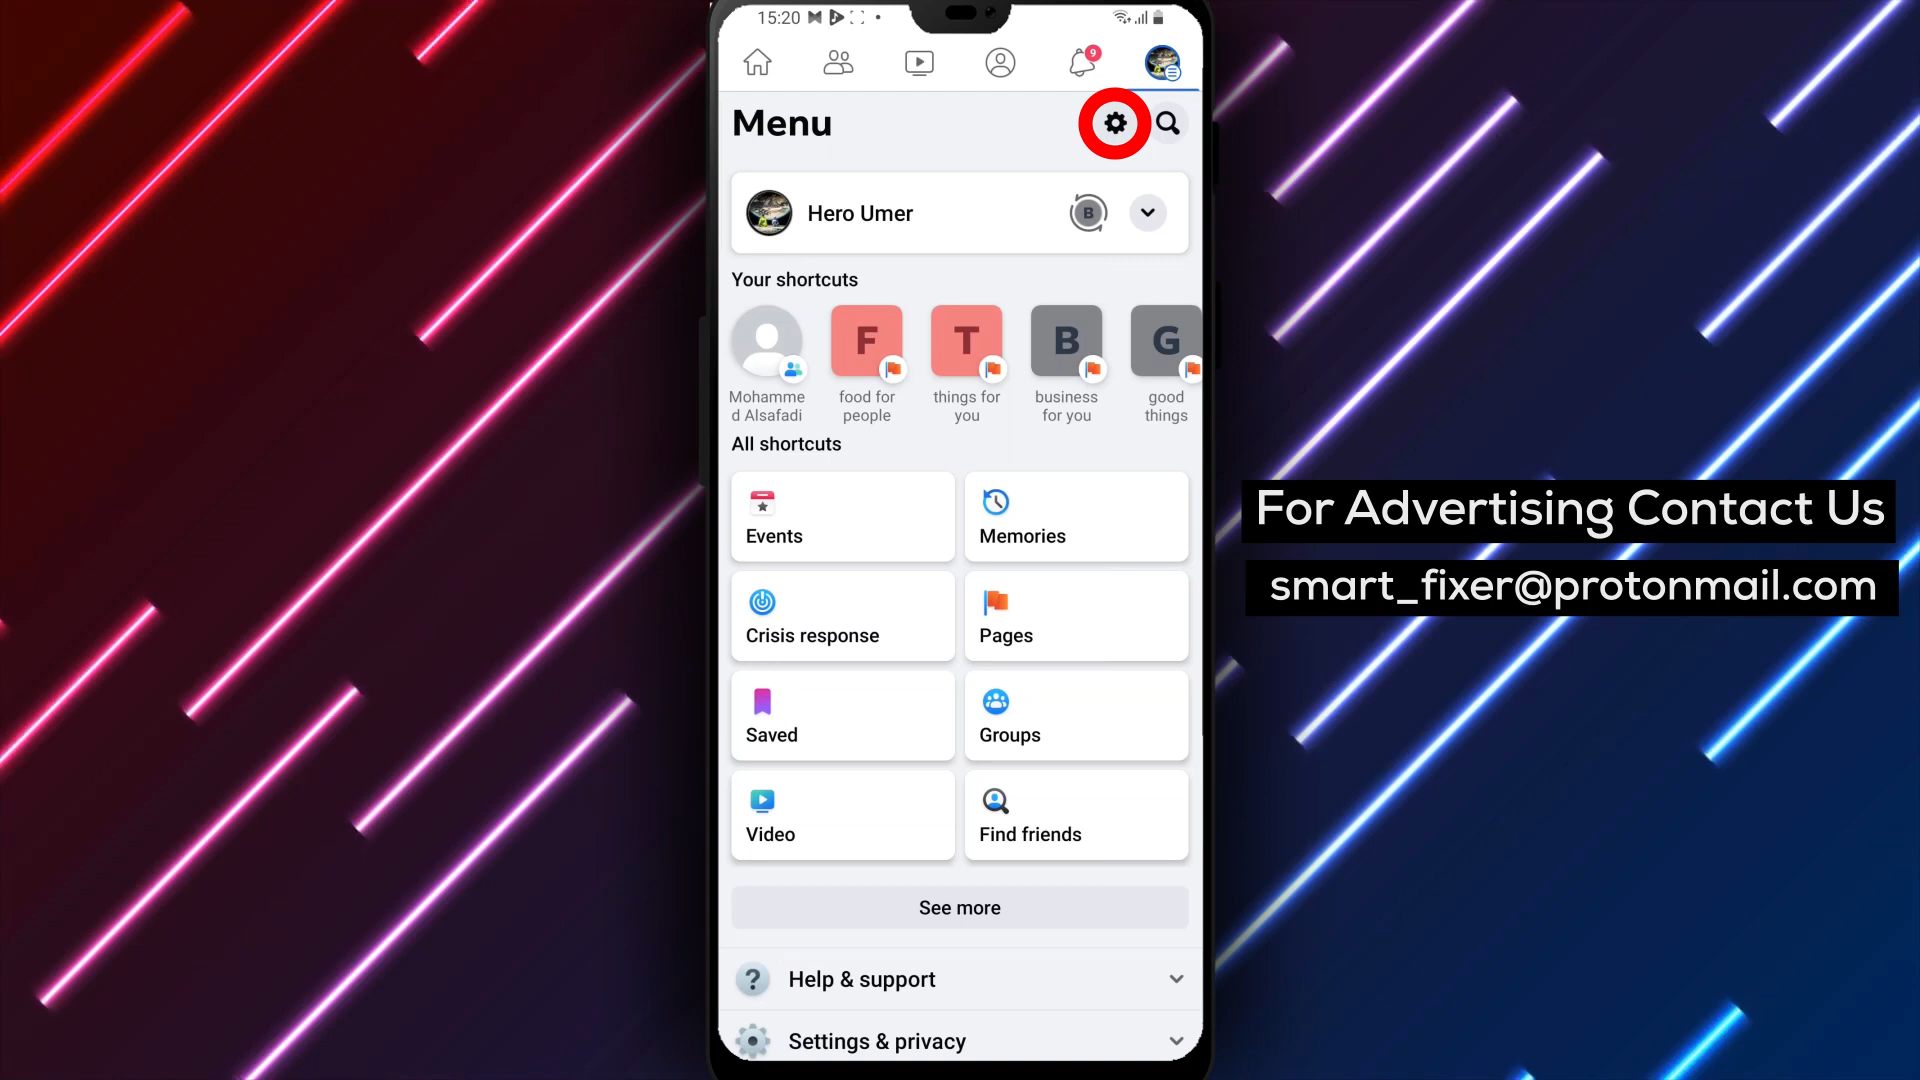 15:20
9
Menu
Hero Umer
B
Your shortcuts
F
T
B
G
Mohamme
d Alsafadi
food for
people
things for
you
business
for you
good
things
All shortcuts
Events
Memories
Crisis response
Pages
Saved
Groups
Video
Find friends
See more
? Help & support
Settings & privacy
For Advertising Contact Us
smart_fixer@protonmail.com